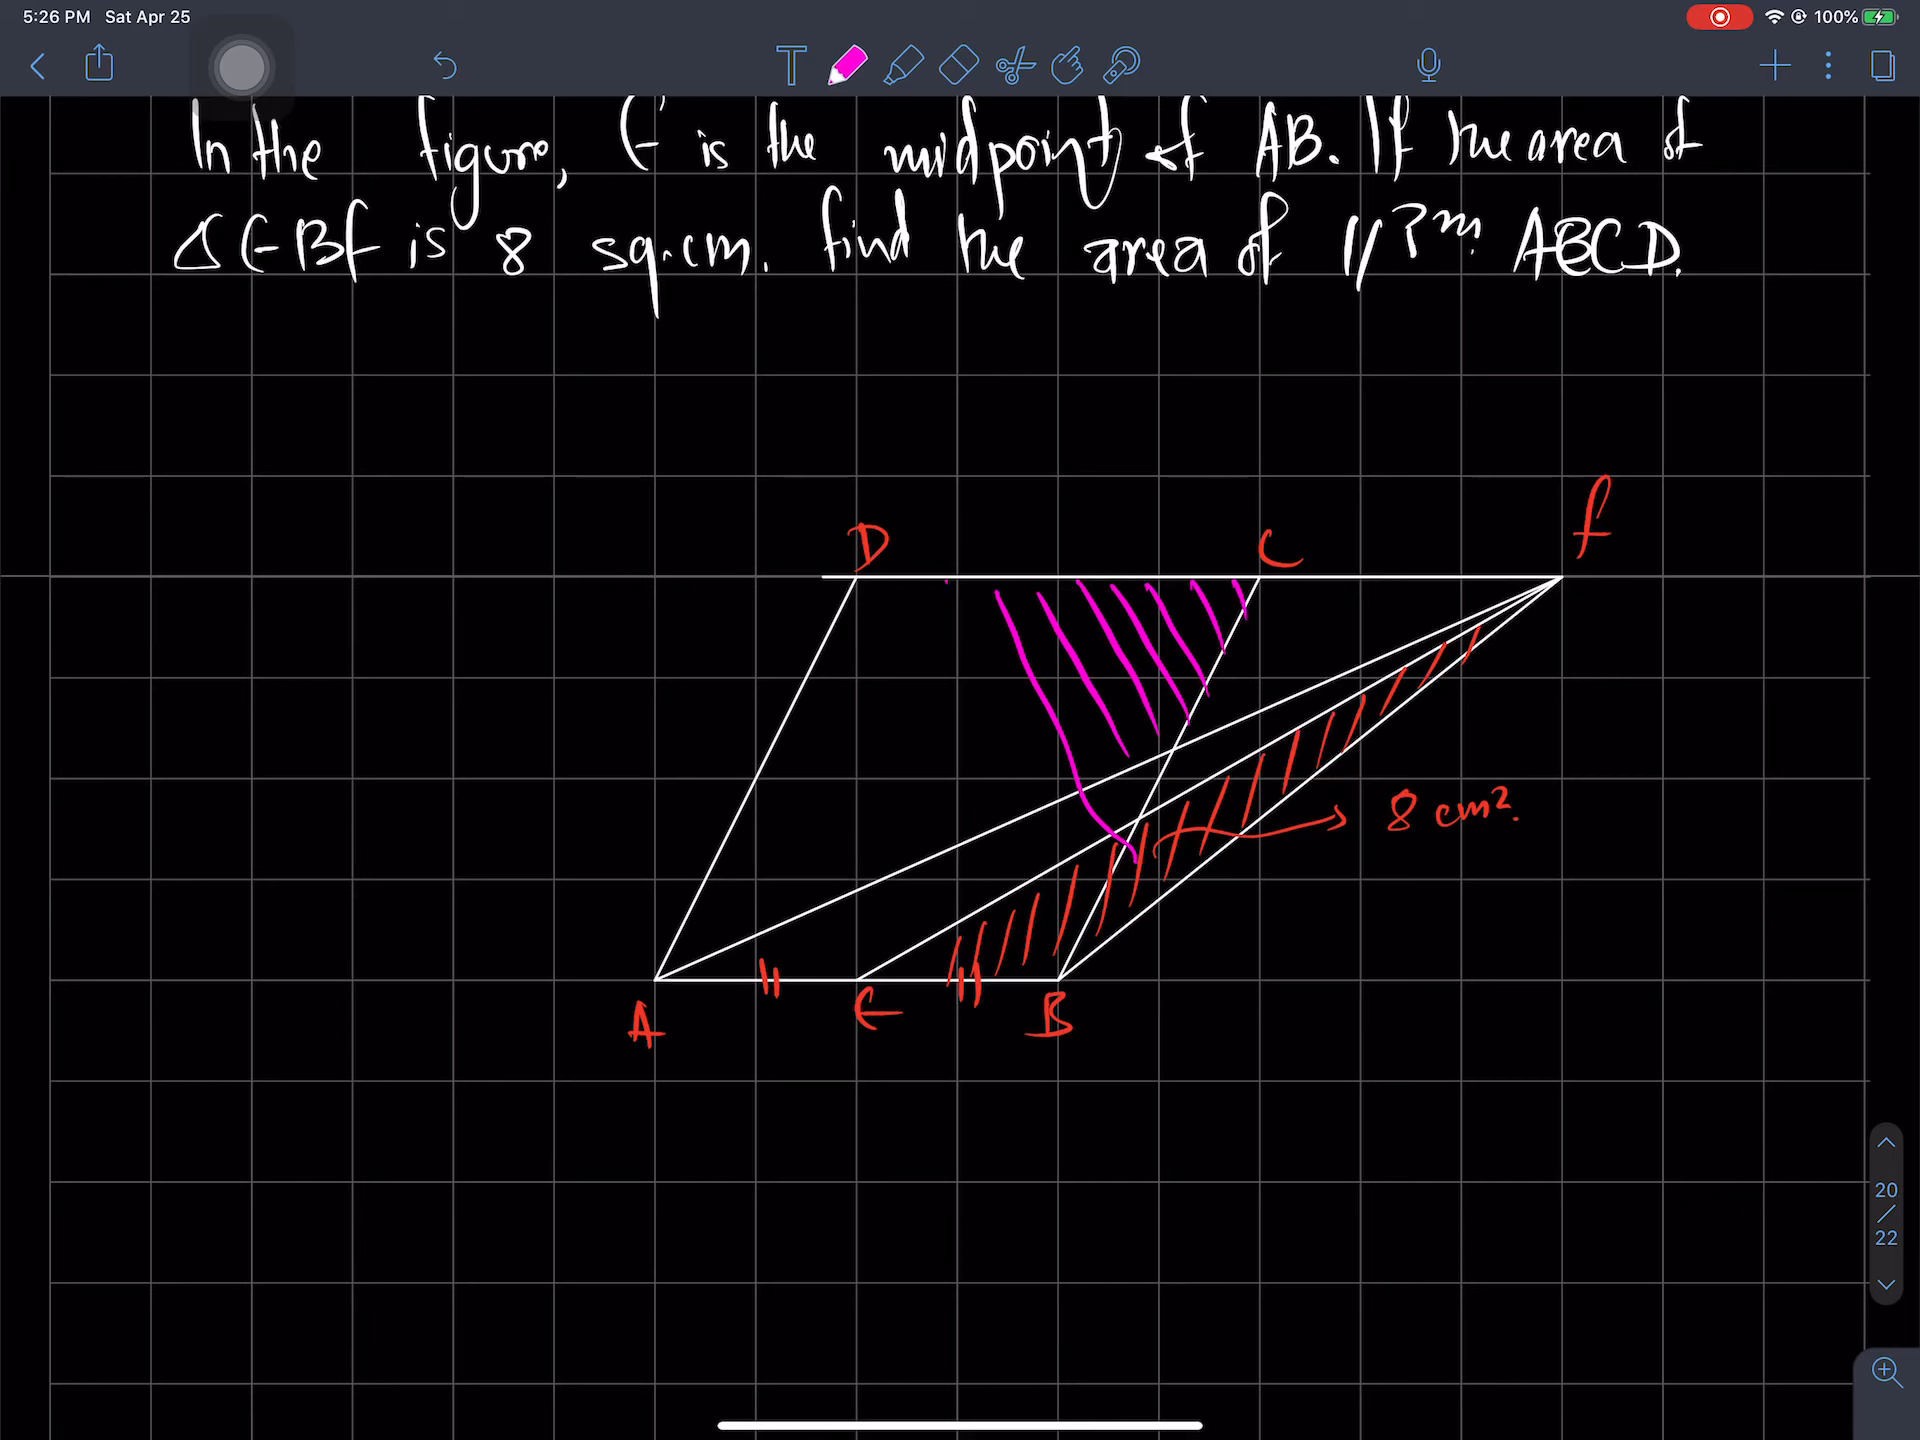 5:26 PM Sat Apr 25
100%
T
In the figure, E is the midpoint of AB. If the area of
Δ EBF is 8 sq.cm. find the area of //gm ABCD.
D C f
8 cm².
A E B
20
/
22